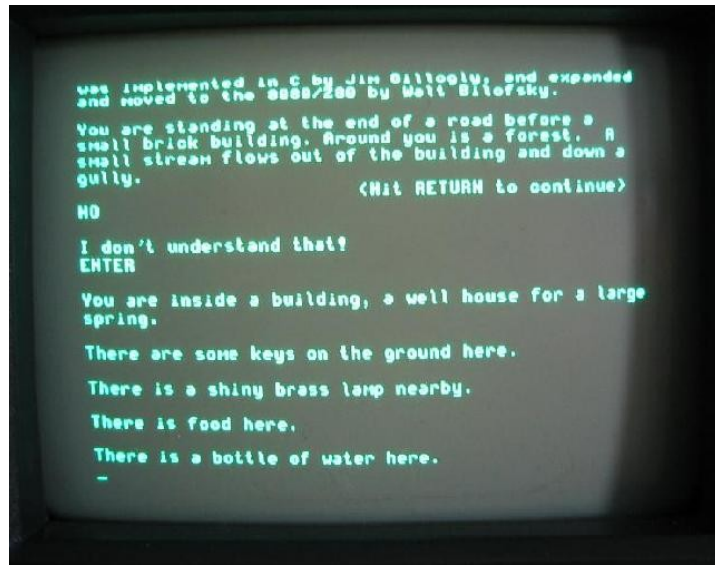 was implemented in C by Jim Gillogly, and expanded
and moved to the 8080/Z80 by Walt Bilofsky.
You are standing at the end of a road before a
small brick building. Around you is a forest. A
small stream flows out of the building and down a
gully.
(Hit RETURN to continue)
NO
I don't understand that!
ENTER
You are inside a building, a well house for a large
spring.
There are some keys on the ground here.
There is a shiny brass lamp nearby.
There is food here.
There is a bottle of water here.